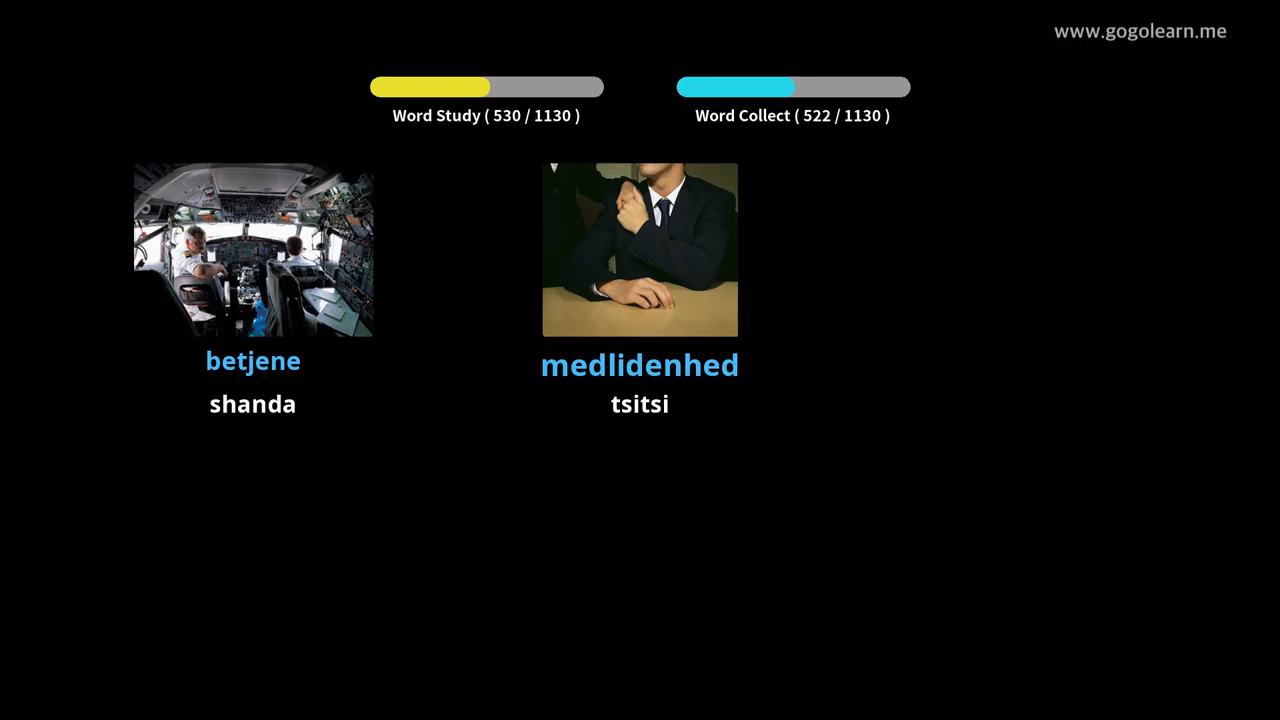 www.gogolearn.me
Word Study ( 530 / 1130 )
Word Collect ( 522 / 1130 )
betjene
shanda
medlidenhed
tsitsi